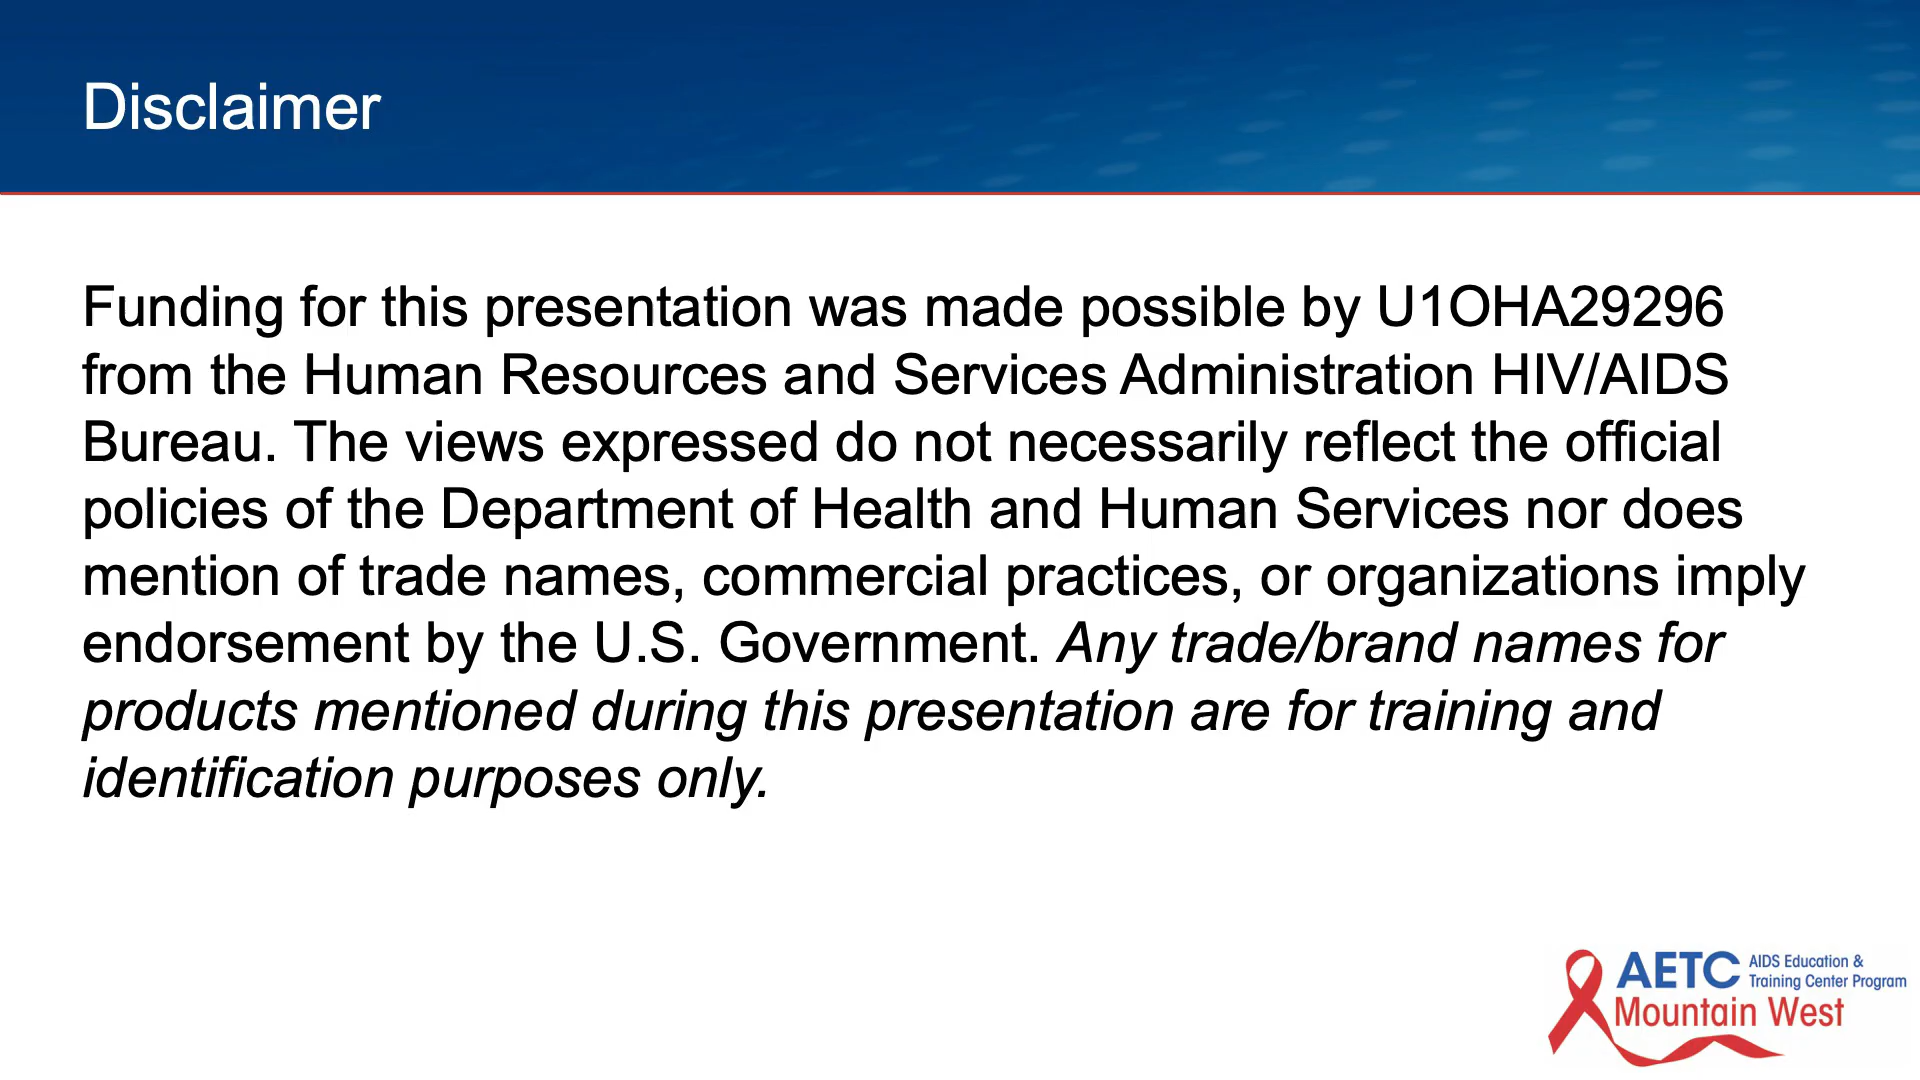 Disclaimer
Funding for this presentation was made possible by U1OHA29296
from the Human Resources and Services Administration HIV/AIDS
Bureau. The views expressed do not necessarily reflect the official
policies of the Department of Health and Human Services nor does
mention of trade names, commercial practices, or organizations imply
endorsement by the U.S. Government. Any trade/brand names for
products mentioned during this presentation are for training and
identification purposes only.
AETC AIDS Education &
Training Center Program
Mountain West